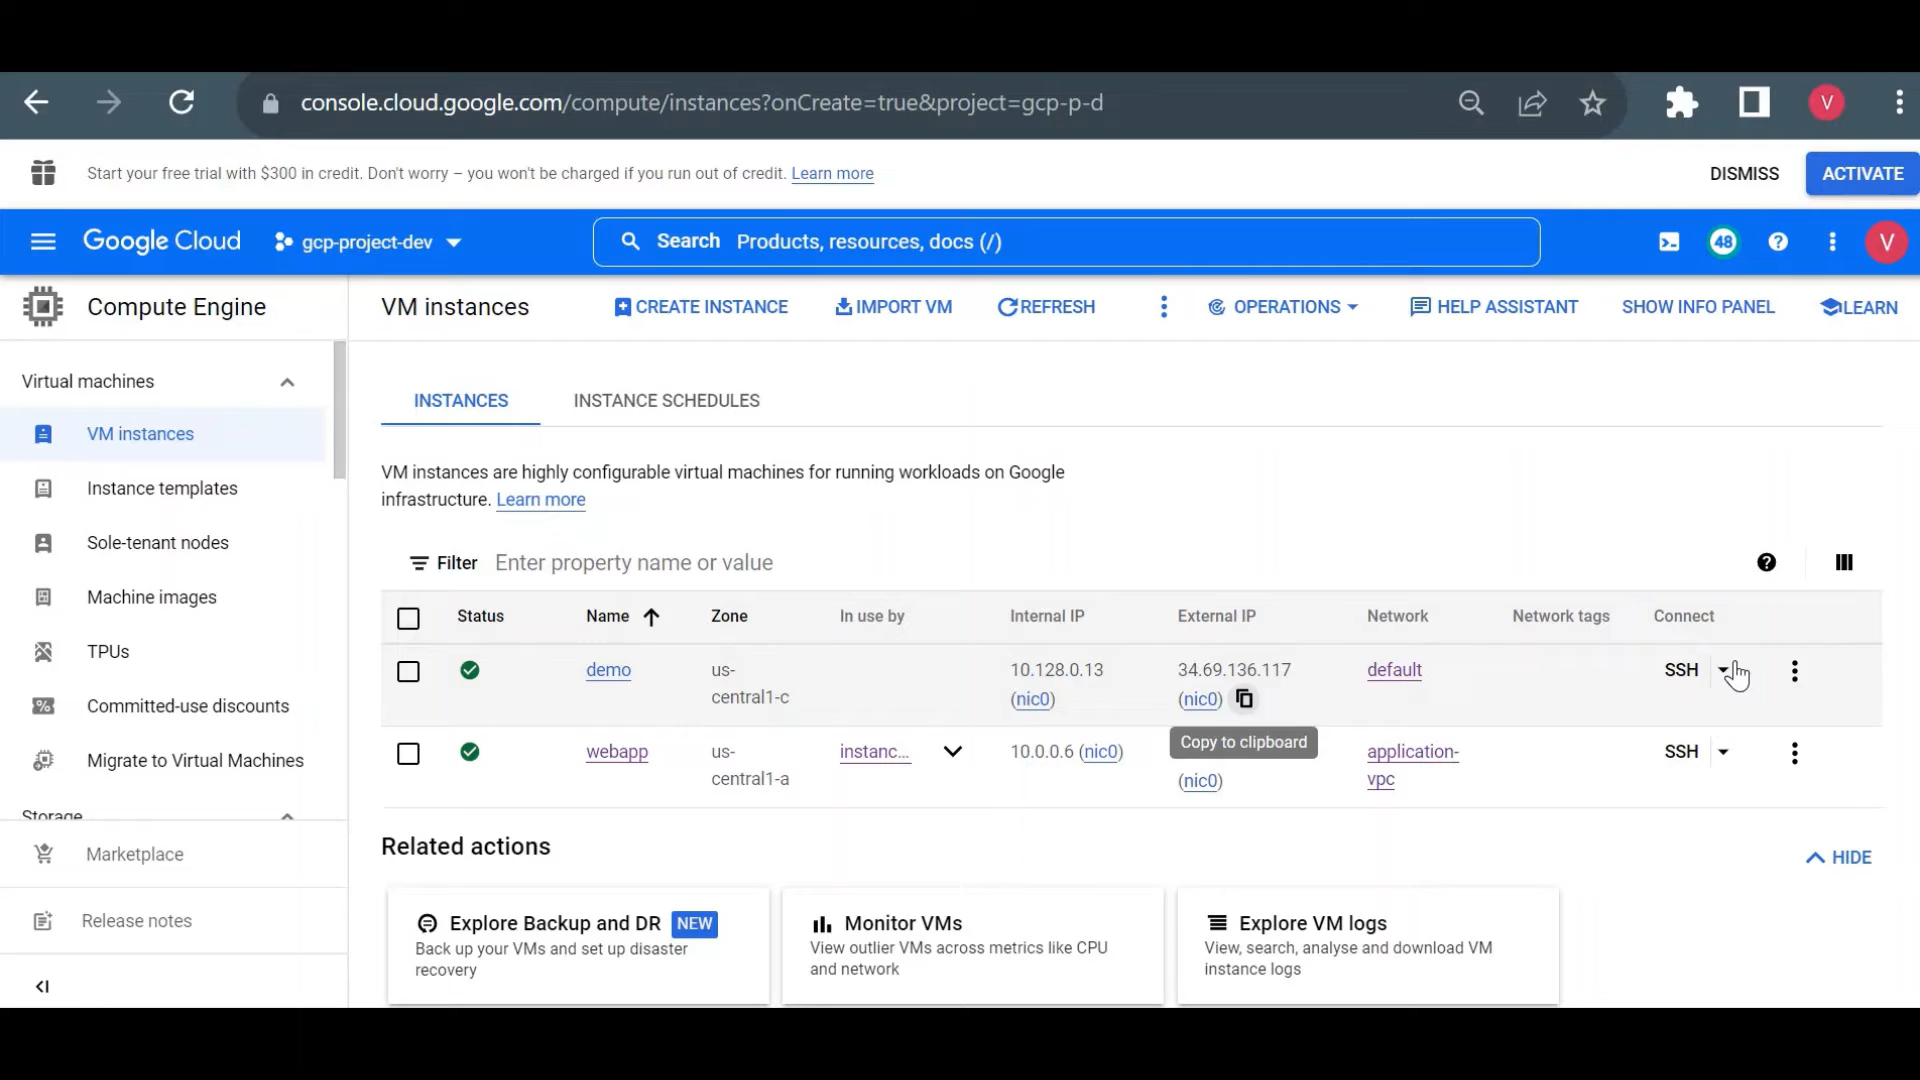 console.cloud.google.com/compute/instances?onCreate=true&project=gcp-p-d
V
Start your free trial with $300 in credit. Don't worry – you won't be charged if you run out of credit. Learn more
DISMISS
ACTIVATE
Google Cloud
gcp-project-dev
Search Products, resources, docs (/)
48
V
Compute Engine
VM instances
CREATE INSTANCE
IMPORT VM
REFRESH
OPERATIONS
HELP ASSISTANT
SHOW INFO PANEL
LEARN
Virtual machines
VM instances
Instance templates
Sole-tenant nodes
Machine images
TPUs
Committed-use discounts
Migrate to Virtual Machines
Storage
Marketplace
Release notes
INSTANCES
INSTANCE SCHEDULES
VM instances are highly configurable virtual machines for running workloads on Google
infrastructure. Learn more
Filter Enter property name or value
Status Name Zone In use by Internal IP External IP Network Network tags Connect
demo us- 10.128.0.13 34.69.136.117 default SSH
central1-c (nic0) (nic0)
Copy to clipboard
webapp us- instanc... 10.0.0.6 (nic0) application- SSH
central1-a (nic0) vpc
Related actions
HIDE
Explore Backup and DR NEW
Back up your VMs and set up disaster
recovery
Monitor VMs
View outlier VMs across metrics like CPU
and network
Explore VM logs
View, search, analyse and download VM
instance logs